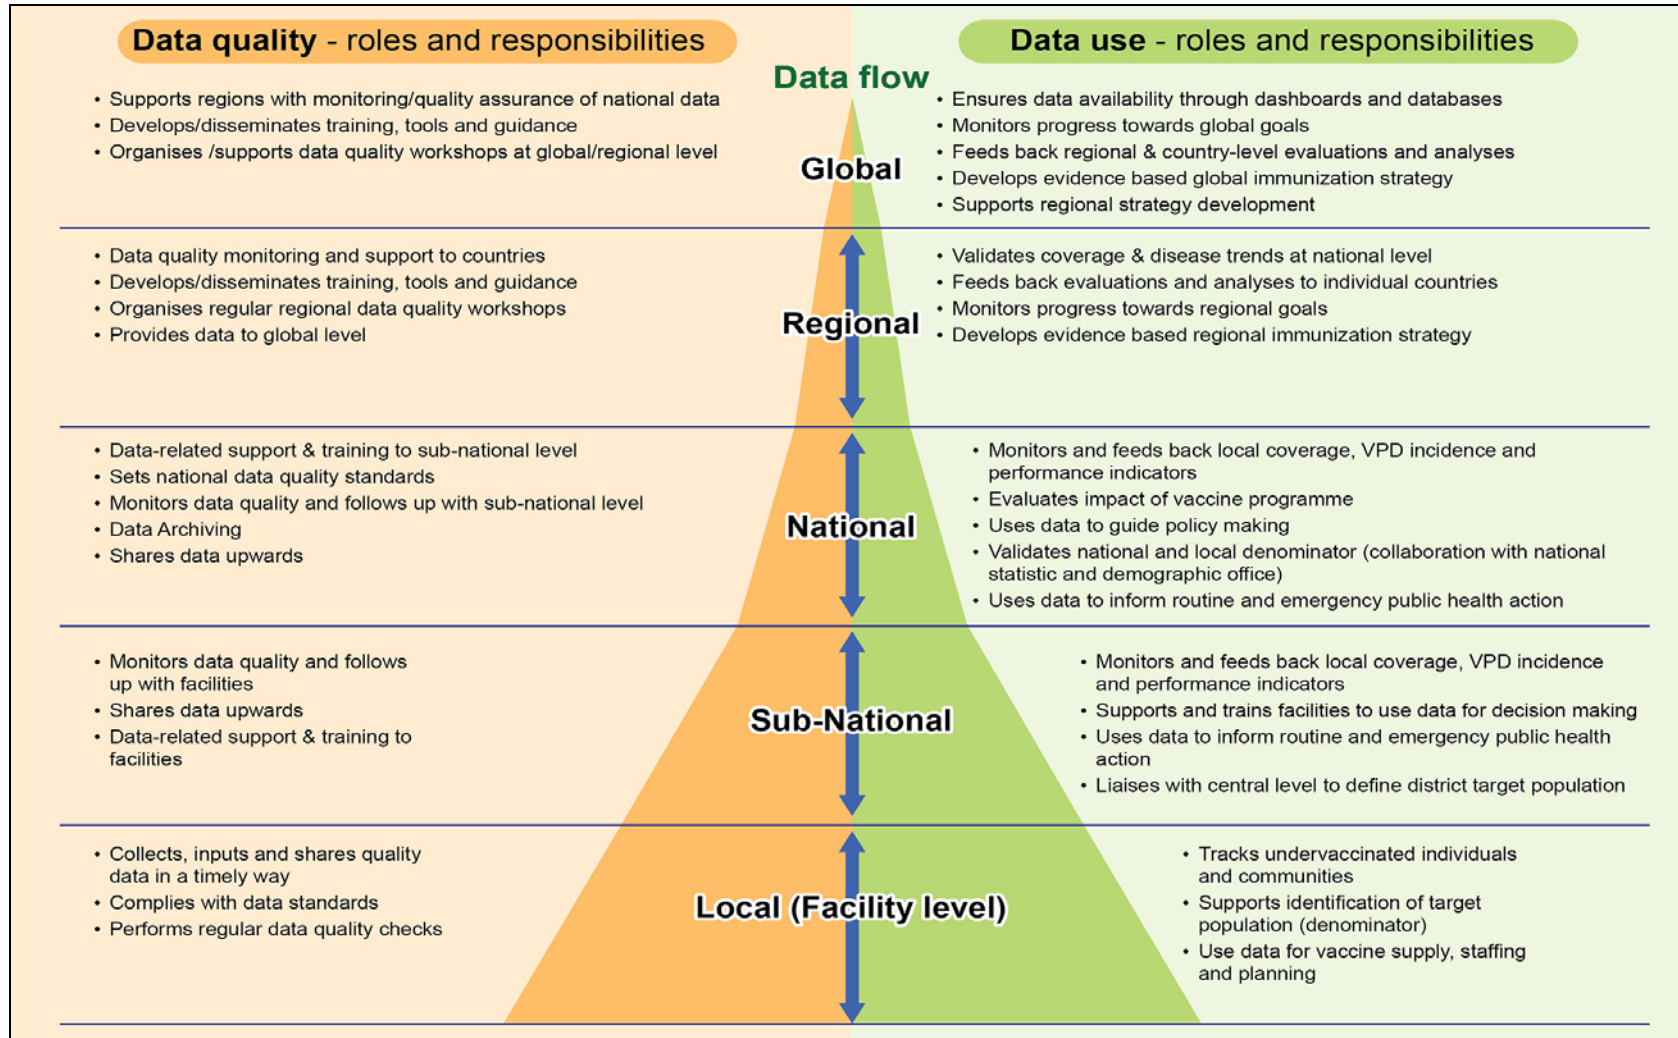 Data quality - roles and responsibilities
Data use - roles and responsibilities
Data flow
• Supports regions with monitoring/quality assurance of national data
• Develops/disseminates training, tools and guidance
• Organises /supports data quality workshops at global/regional level
Global
• Ensures data availability through dashboards and databases
• Monitors progress towards global goals
• Feeds back regional & country-level evaluations and analyses
• Develops evidence based global immunization strategy
• Supports regional strategy development
• Data quality monitoring and support to countries
• Develops/disseminates training, tools and guidance
• Organises regular regional data quality workshops
• Provides data to global level
Regional
• Validates coverage & disease trends at national level
• Feeds back evaluations and analyses to individual countries
• Monitors progress towards regional goals
• Develops evidence based regional immunization strategy
• Data-related support & training to sub-national level
• Sets national data quality standards
• Monitors data quality and follows up with sub-national level
• Data Archiving
• Shares data upwards
National
• Monitors and feeds back local coverage, VPD incidence and
performance indicators
• Evaluates impact of vaccine programme
• Uses data to guide policy making
• Validates national and local denominator (collaboration with national
statistic and demographic office)
• Uses data to inform routine and emergency public health action
• Monitors data quality and follows
up with facilities
• Shares data upwards
• Data-related support & training to
facilities
Sub-National
• Monitors and feeds back local coverage, VPD incidence
and performance indicators
• Supports and trains facilities to use data for decision making
• Uses data to inform routine and emergency public health
action
• Liaises with central level to define district target population
• Collects, inputs and shares quality
data in a timely way
• Complies with data standards
• Performs regular data quality checks
Local (Facility level)
• Tracks undervaccinated individuals
and communities
• Supports identification of target
population (denominator)
• Use data for vaccine supply, staffing
and planning